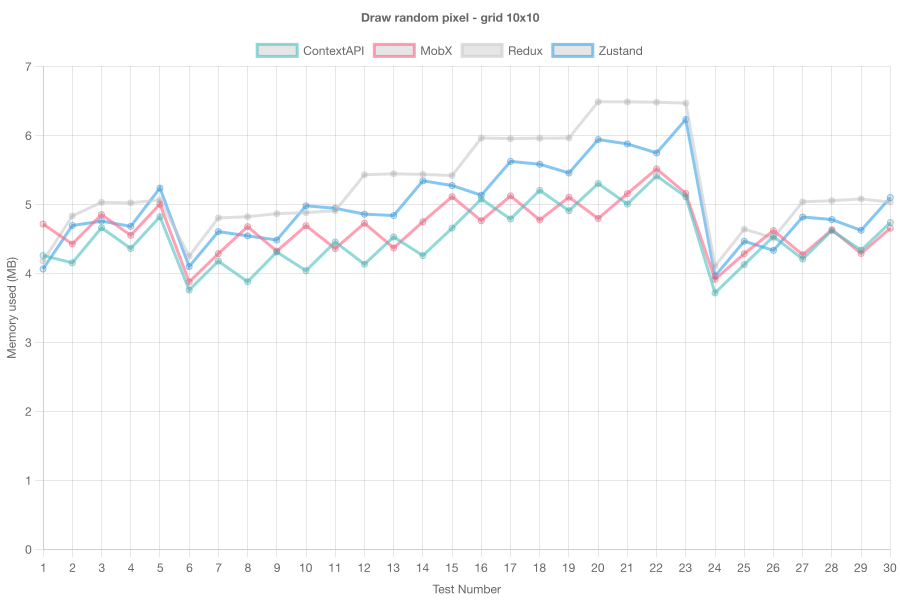 Draw random pixel - grid 10x10
ContextAPI MobX Redux Zustand
7
6
5
4
3
2
1
0
Memory used (MB)
1 2 3 4 5 6 7 8 9 10 11 12 13 14 15 16 17 18 19 20 21 22 23 24 25 26 27 28 29 30
Test Number